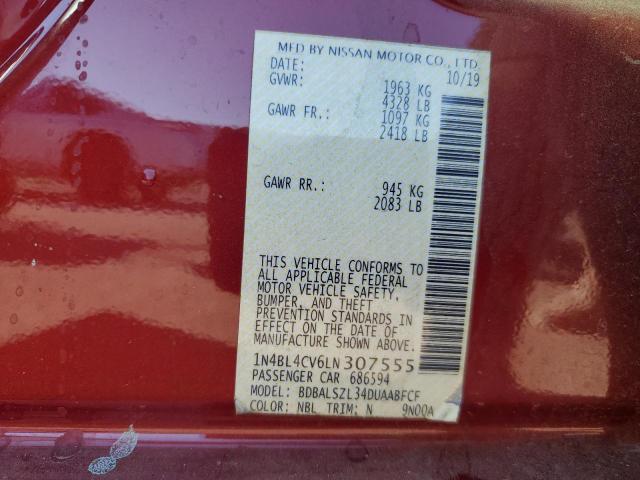 MFD BY NISSAN MOTOR CO., LTD.
DATE: 10/19
GVWR: 1963 KG
4328 LB
GAWR FR.: 1097 KG
2418 LB
GAWR RR.: 945 KG
2083 LB
THIS VEHICLE CONFORMS TO
ALL APPLICABLE FEDERAL
MOTOR VEHICLE SAFETY,
BUMPER, AND THEFT
PREVENTION STANDARDS IN
EFFECT ON THE DATE OF
MANUFACTURE SHOWN ABOVE.
1N4BL4CV6LN307555
PASSENGER CAR 686594
MODEL: BDBALSZL34DUAABFCF
COLOR: NBL TRIM: N 9N00A